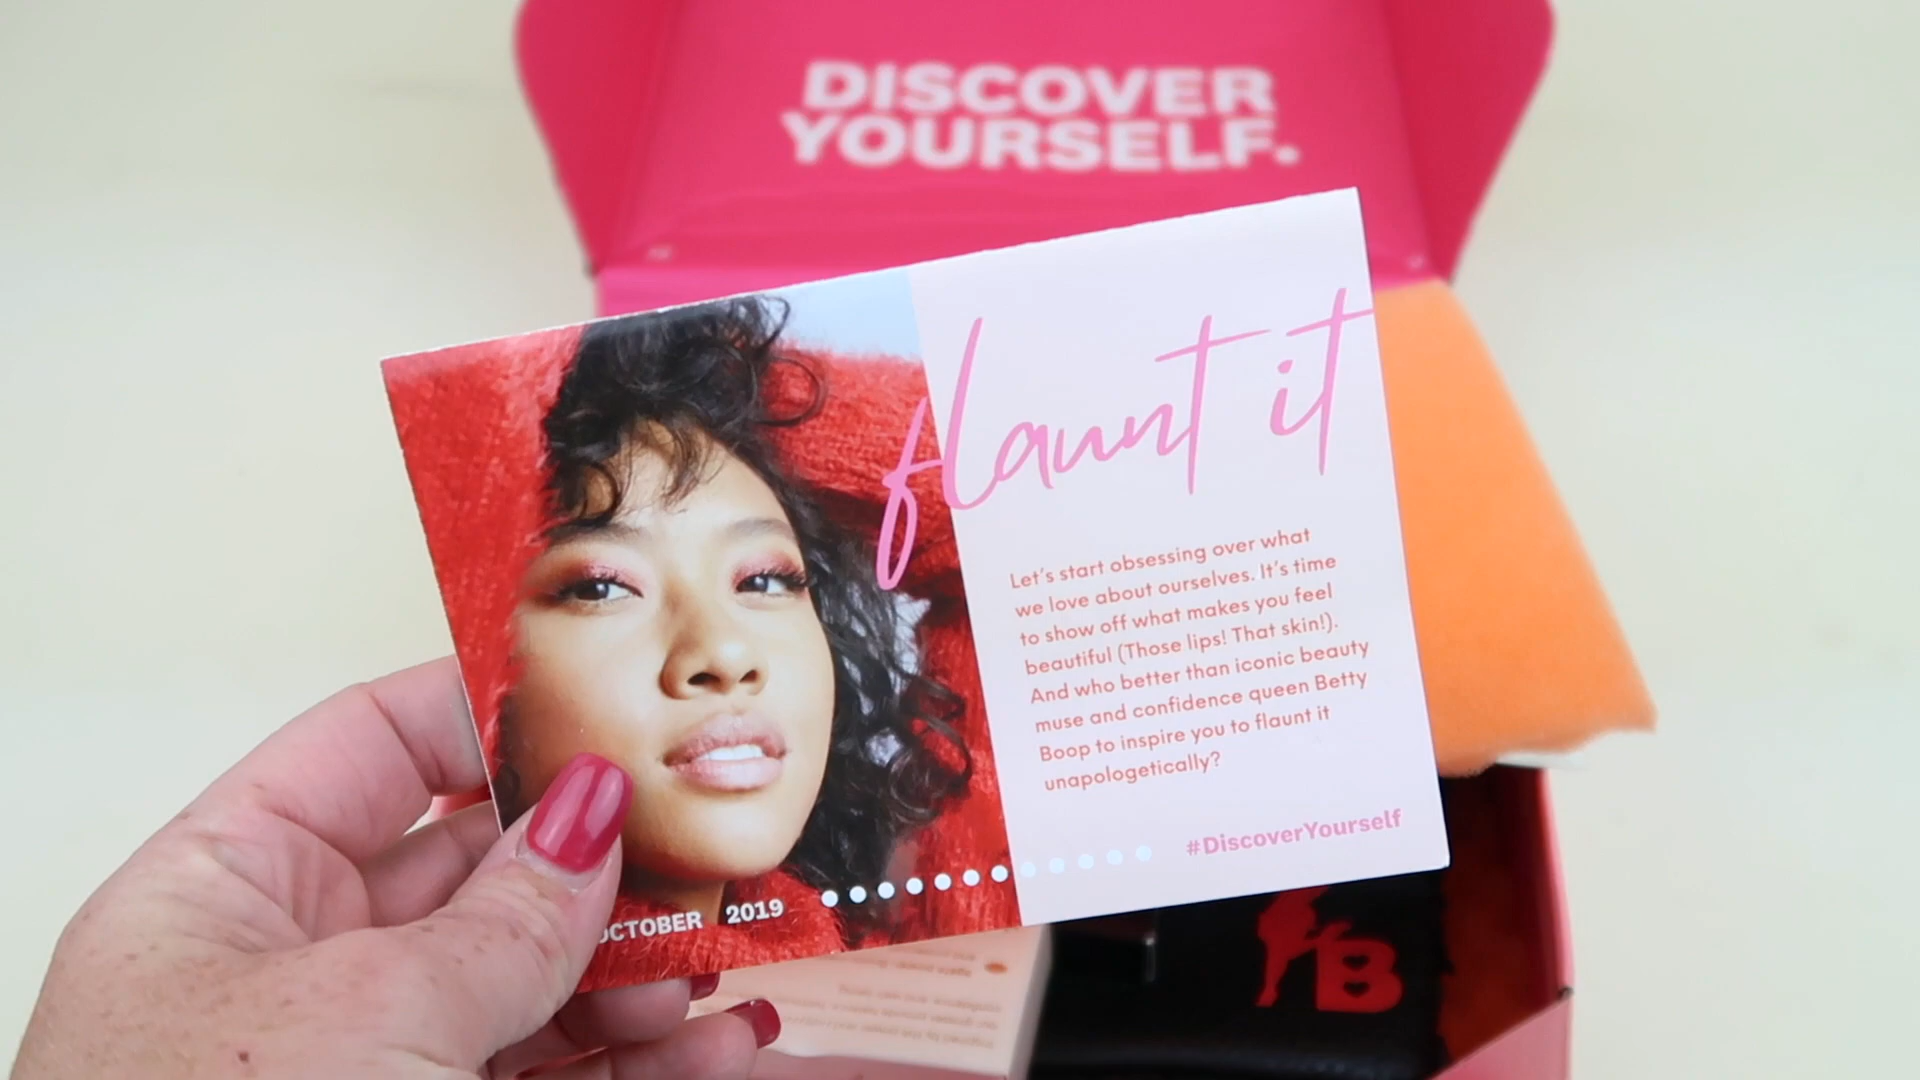 DISCOVER
YOURSELF.
flaunt it
Let's start obsessing over what
we love about ourselves. It's time
to show off what makes you feel
beautiful (Those lips! That skin!).
And who better than iconic beauty
muse and confidence queen Betty
Boop to inspire you to flaunt it
unapologetically?
#DiscoverYourself
OCTOBER 2019
B